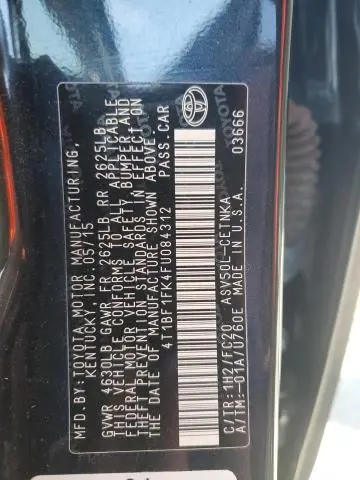 MFD.BY: TOYOTA MOTOR MANUFACTURING,
KENTUCKY, INC. 05/15
GVWR 4630LB GAWR FR 2625LB RR 2625LB
THIS VEHICLE CONFORMS TO ALL APPLICABLE
FEDERAL MOTOR VEHICLE SAFETY BUMPER, AND
THEFT PREVENTION STANDARDS IN EFFECT ON
THE DATE OF MANUFACTURE SHOWN ABOVE.
4T1BF1FK4FU084312 PASS.CAR
TOYOTA
C/TR:1H2/FC20 ASV50L-CETNKA 03666
A/TM:-01A/U760E MADE IN U.S.A.